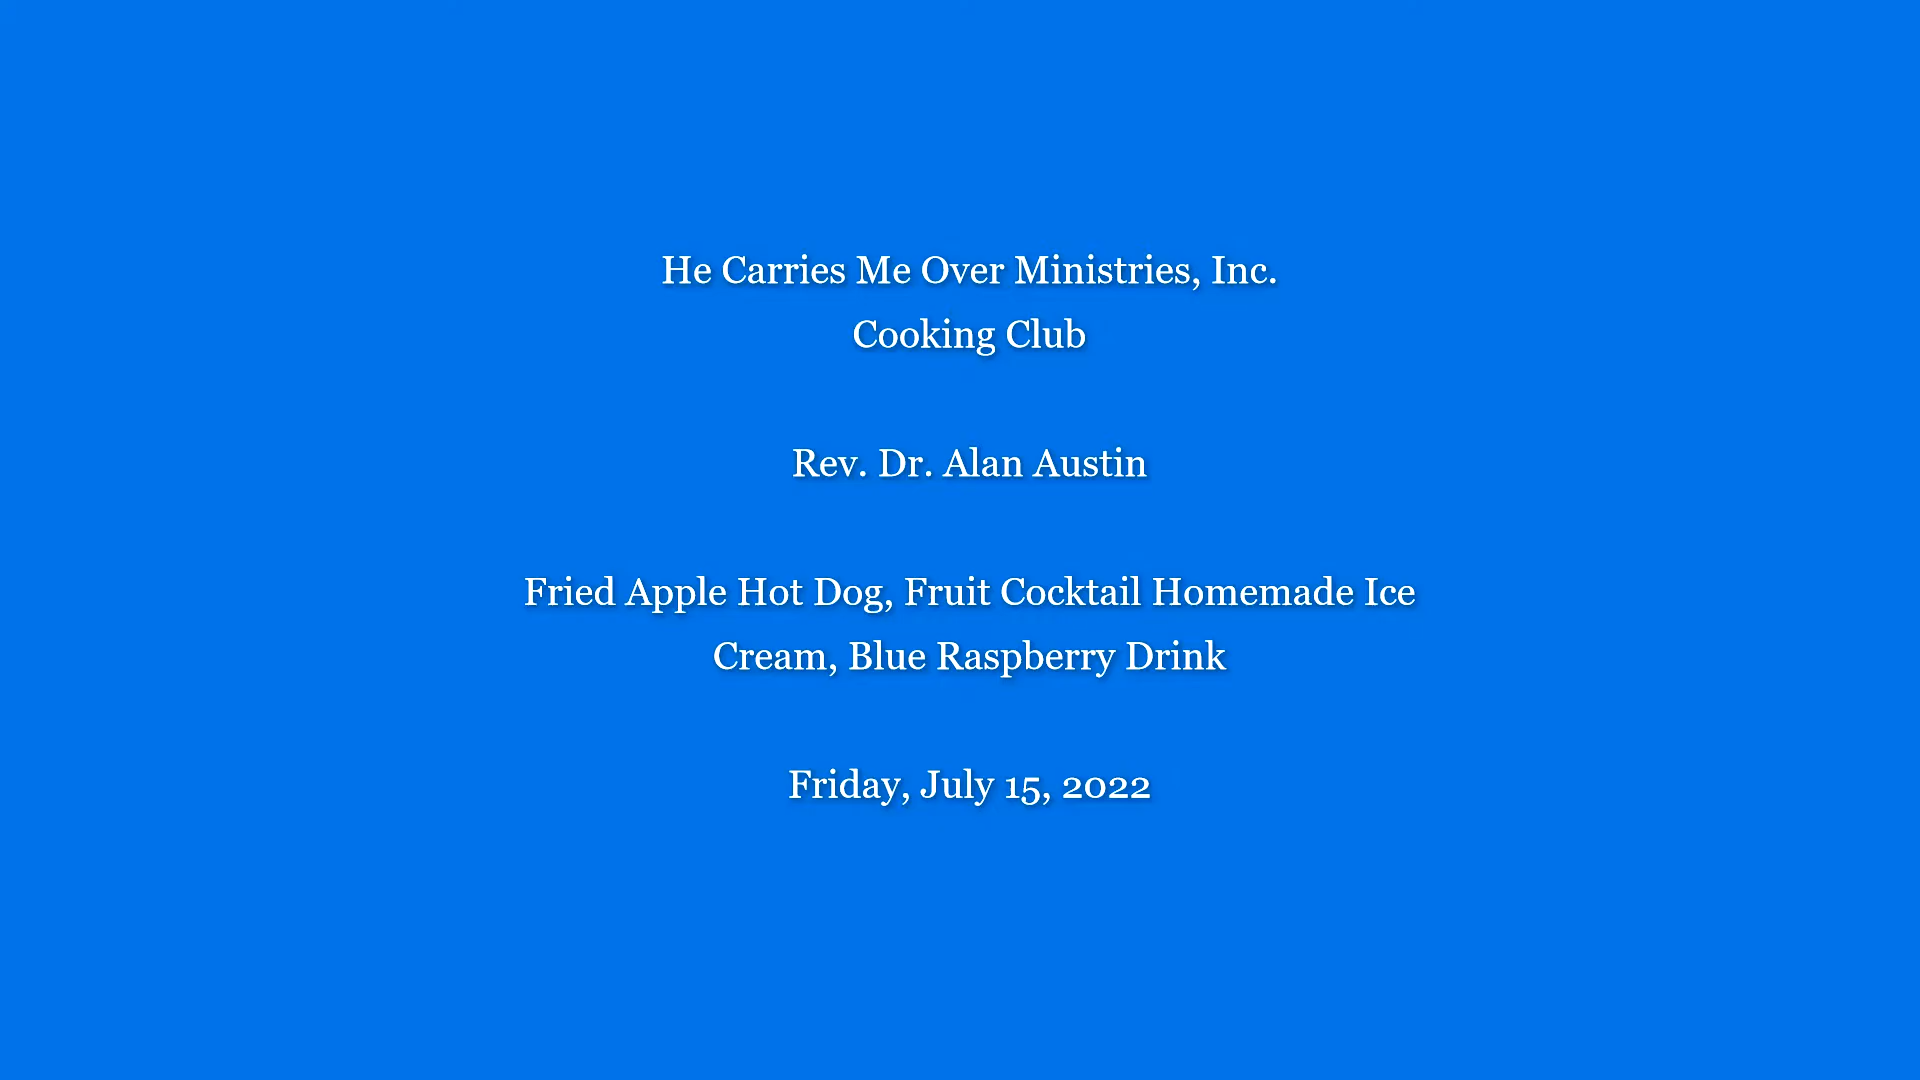 He Carries Me Over Ministries, Inc.
Cooking Club
Rev. Dr. Alan Austin
Fried Apple Hot Dog, Fruit Cocktail Homemade Ice
Cream, Blue Raspberry Drink
Friday, July 15, 2022